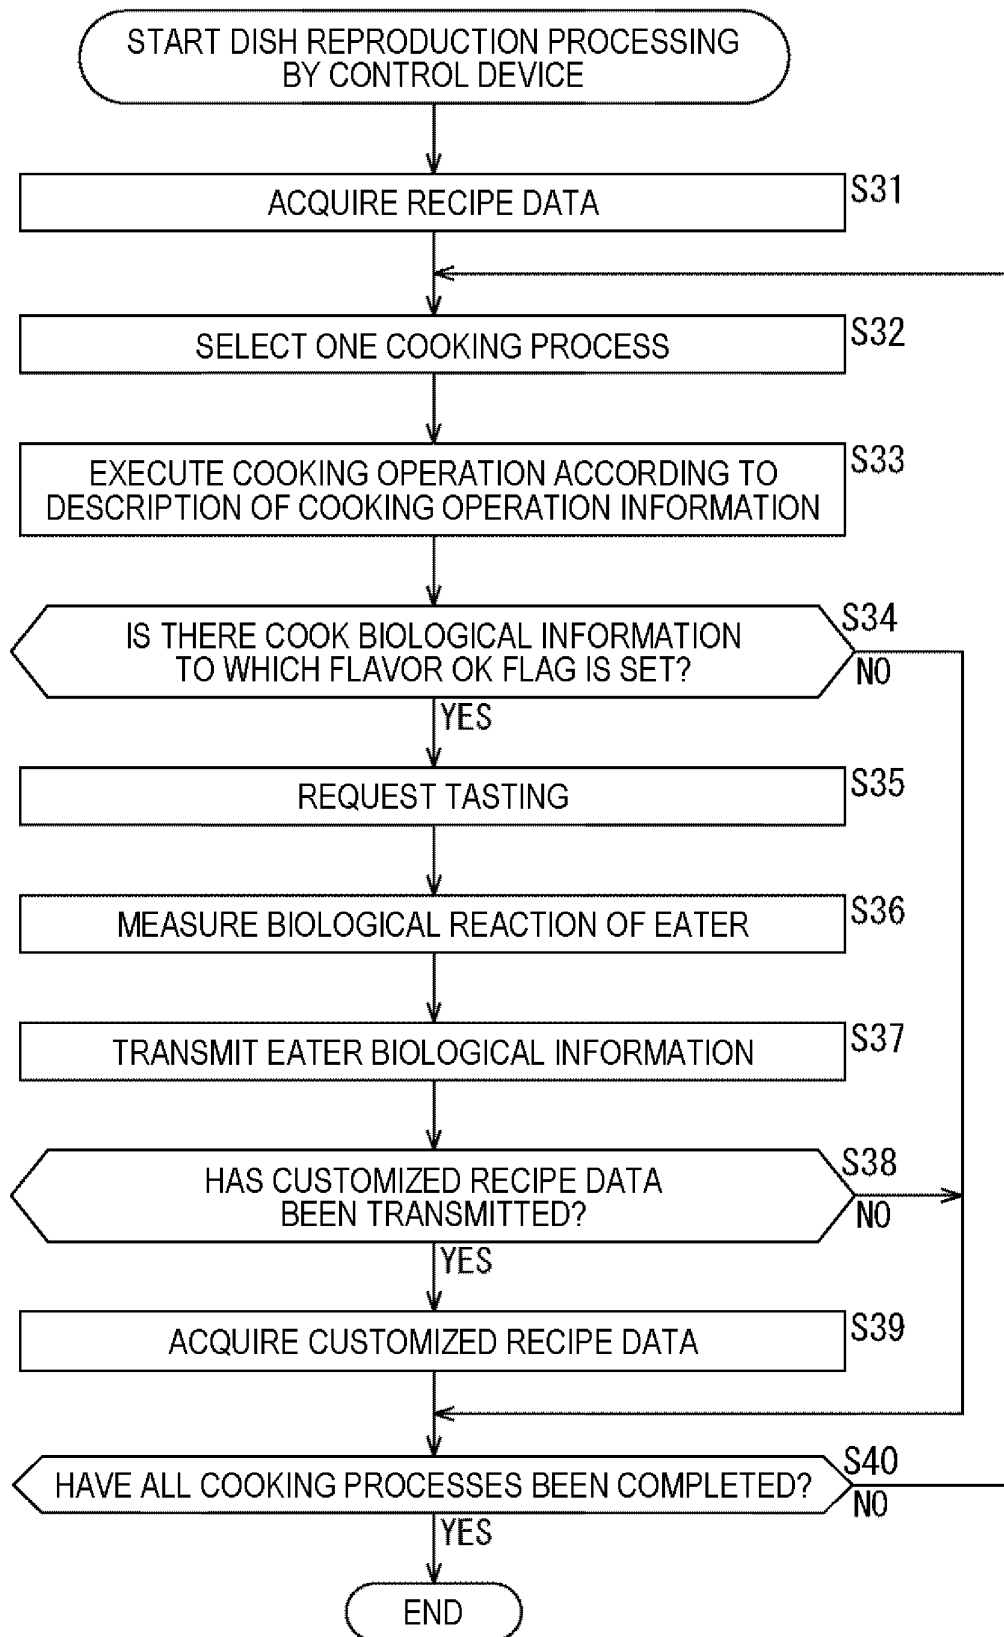 START DISH REPRODUCTION PROCESSING
BY CONTROL DEVICE
S31
ACQUIRE RECIPE DATA
S32
SELECT ONE COOKING PROCESS
S33
EXECUTE COOKING OPERATION ACCORDING TO
DESCRIPTION OF COOKING OPERATION INFORMATION
S34
IS THERE COOK BIOLOGICAL INFORMATION
TO WHICH FLAVOR OK FLAG IS SET?
NO
YES
S35
REQUEST TASTING
S36
MEASURE BIOLOGICAL REACTION OF EATER
S37
TRANSMIT EATER BIOLOGICAL INFORMATION
S38
HAS CUSTOMIZED RECIPE DATA
BEEN TRANSMITTED?
NO
YES
S39
ACQUIRE CUSTOMIZED RECIPE DATA
S40
HAVE ALL COOKING PROCESSES BEEN COMPLETED?
NO
YES
END